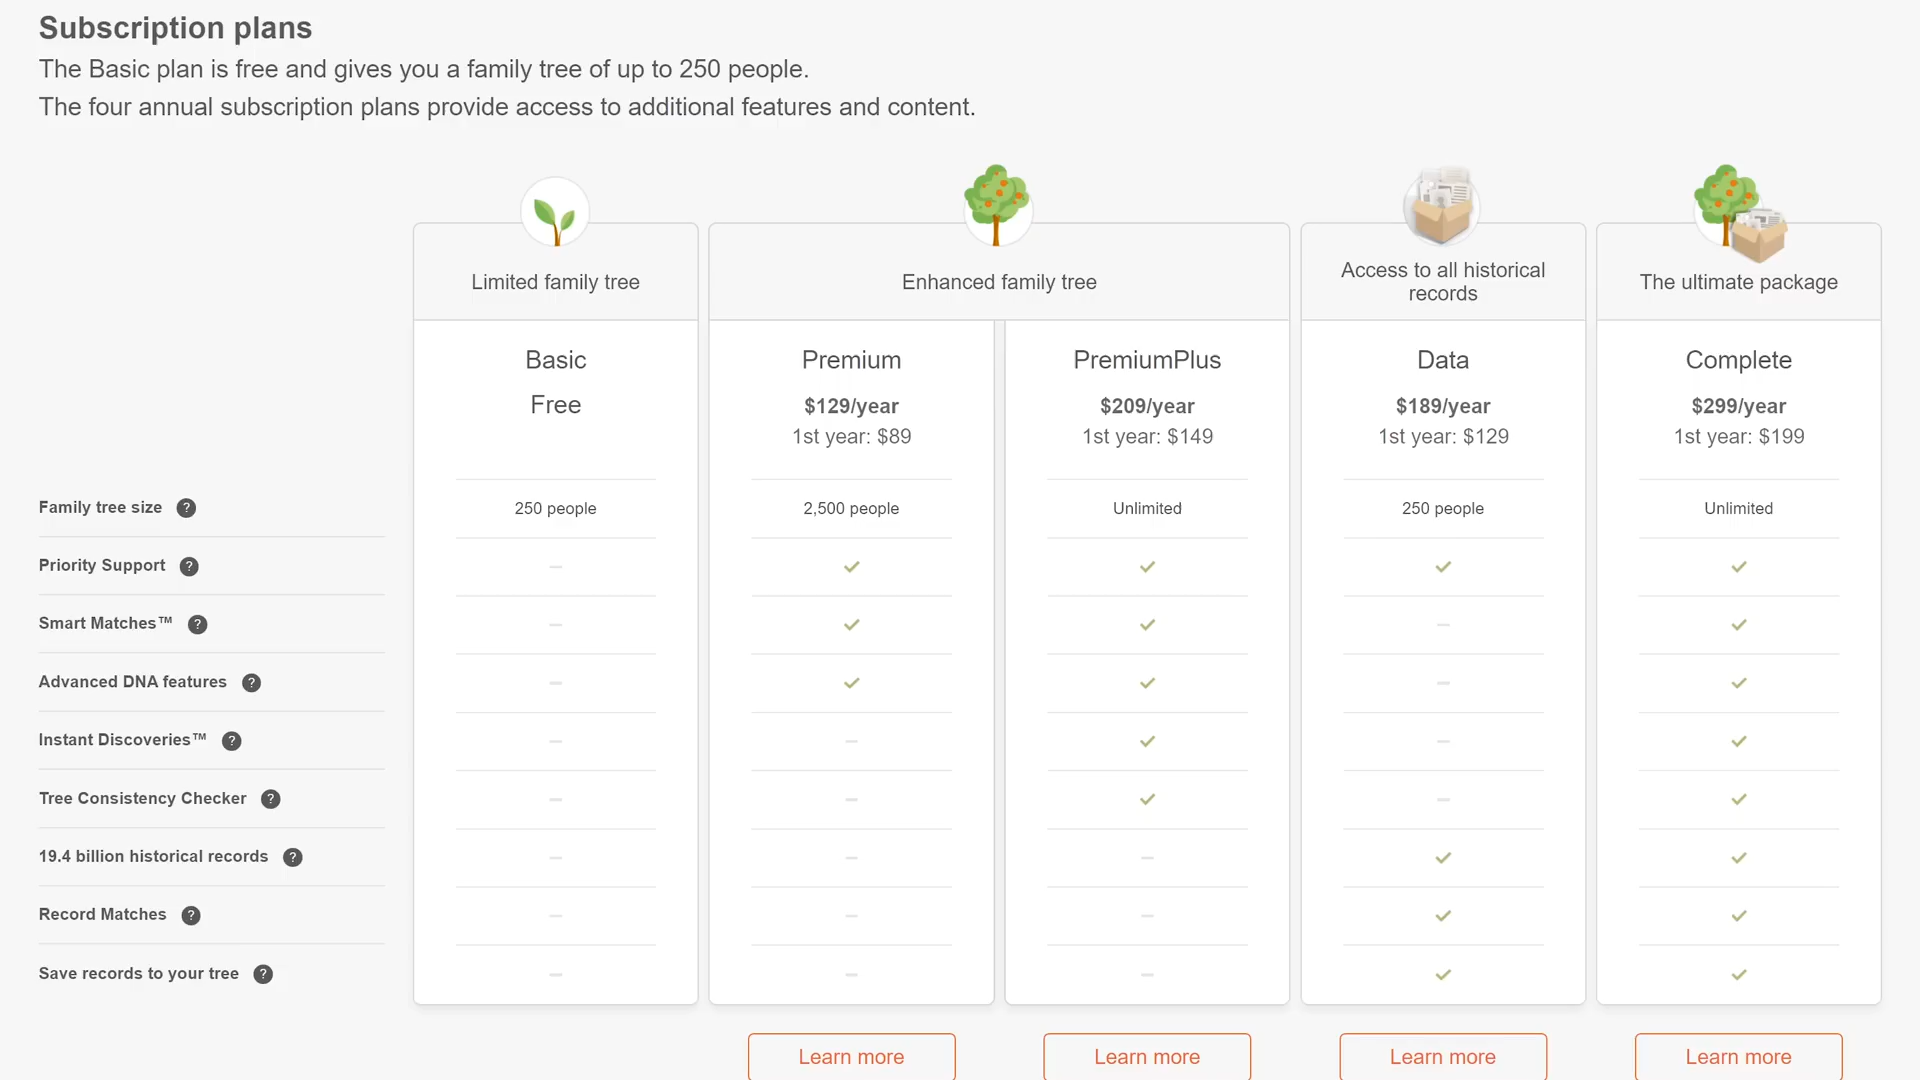 Subscription plans
The Basic plan is free and gives you a family tree of up to 250 people.
The four annual subscription plans provide access to additional features and content.
Limited family tree
Enhanced family tree
Access to all historical
records
The ultimate package
Basic
Premium
PremiumPlus
Data
Complete
Free
$129/year
$209/year
$189/year
$299/year
1st year: $89
1st year: $149
1st year: $129
1st year: $199
Family tree size ?
250 people
2,500 people
Unlimited
250 people
Unlimited
Priority Support ?
Smart Matches™ ?
Advanced DNA features ?
Instant Discoveries™ ?
Tree Consistency Checker ?
19.4 billion historical records ?
Record Matches ?
Save records to your tree ?
Learn more
Learn more
Learn more
Learn more